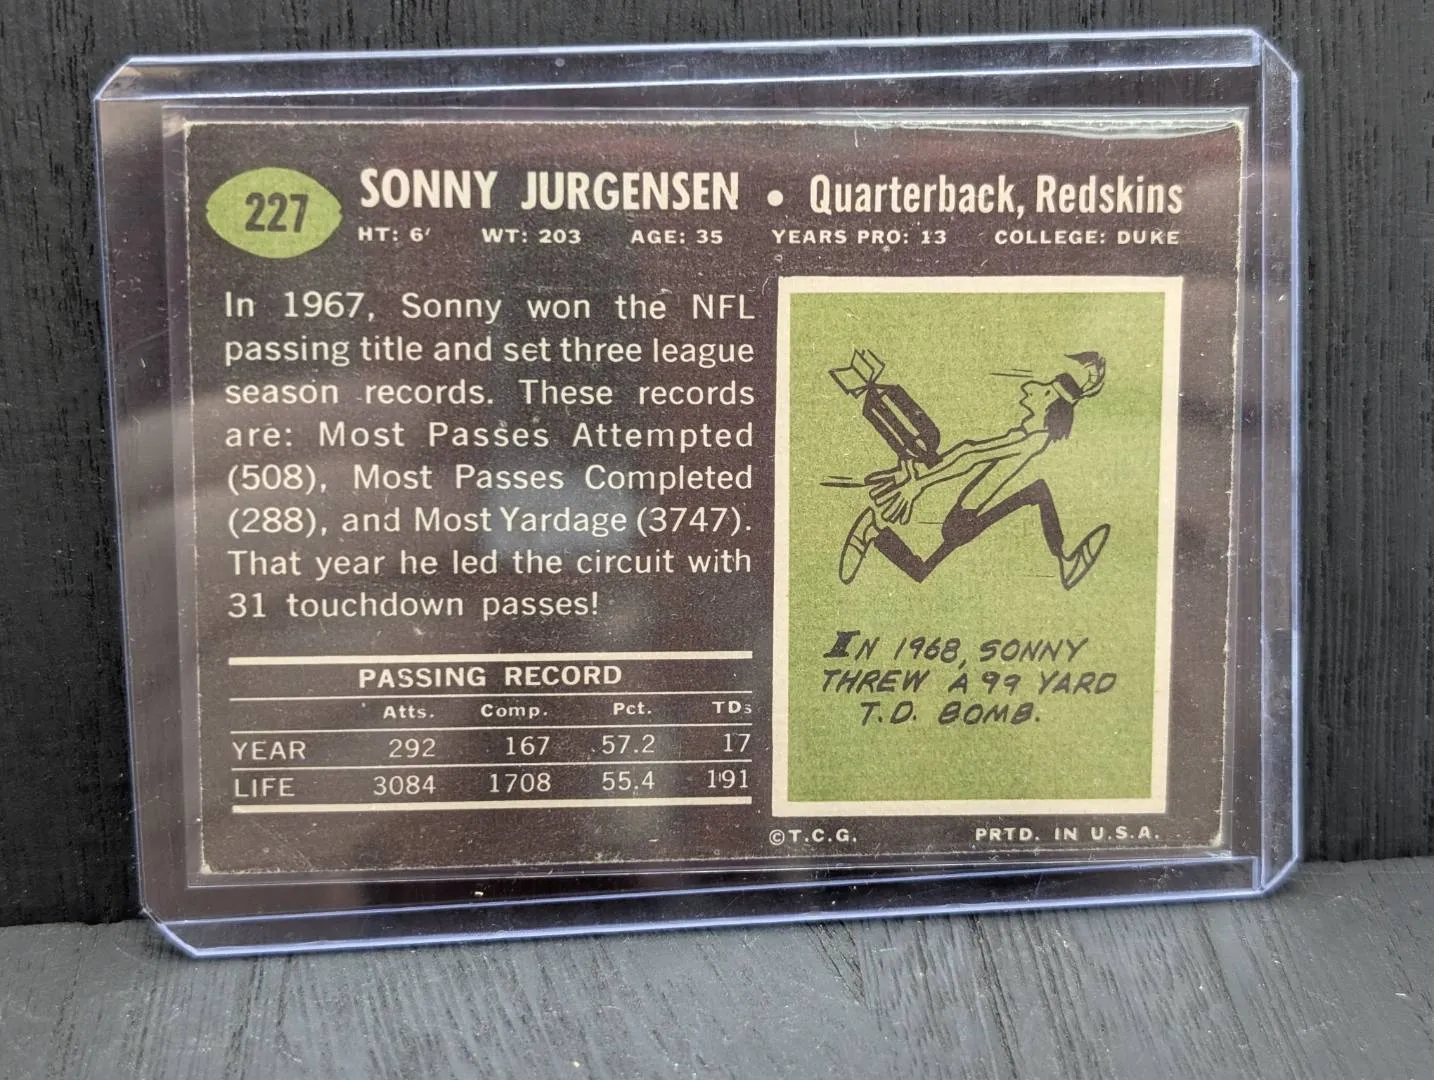 227
SONNY JURGENSEN • Quarterback, Redskins
HT: 6' WT: 203 AGE: 35 YEARS PRO: 13 COLLEGE: DUKE
In 1967, Sonny won the NFL
passing title and set three league
season records. These records
are: Most Passes Attempted
(508), Most Passes Completed
(288), and Most Yardage (3747).
That year he led the circuit with
31 touchdown passes!
PASSING RECORD
Atts. Comp. Pct. TDs
YEAR 292 167 57.2 17
LIFE 3084 1708 55.4 191
IN 1968, SONNY
THREW A 99 YARD
T.D. BOMB.
©T.C.G. PRTD. IN U.S.A.